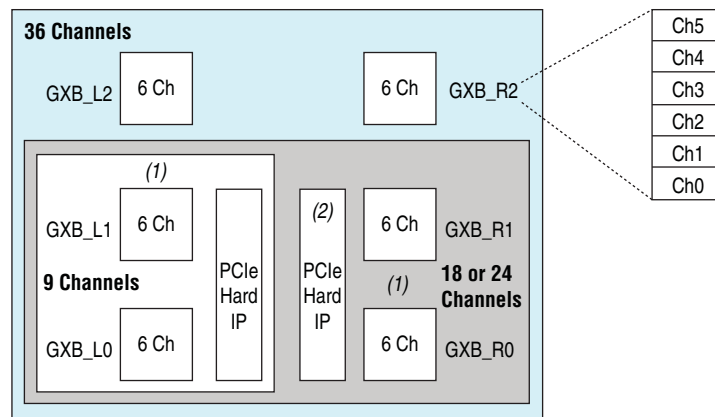 36 Channels
GXB_L2
6 Ch
6 Ch
GXB_R2
Ch5
Ch4
Ch3
Ch2
Ch1
Ch0
(1)
GXB_L1
6 Ch
9 Channels
GXB_L0
6 Ch
PCIe
Hard
IP
(2)
PCIe
Hard
IP
6 Ch
GXB_R1
(1)
18 or 24
Channels
6 Ch
GXB_R0